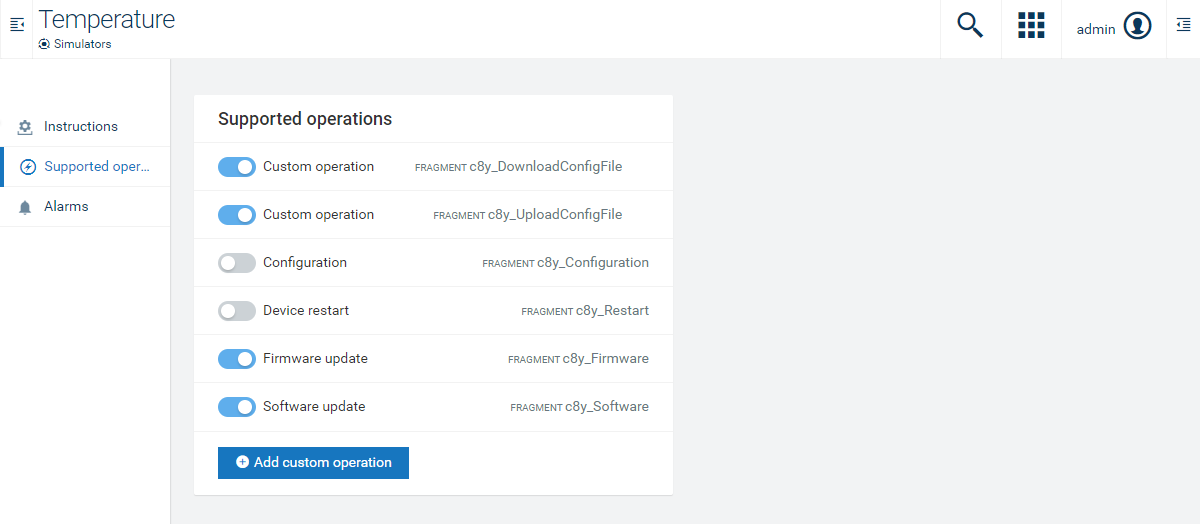 Temperature
Simulators
admin
Instructions
Supported oper...
Alarms
Supported operations
Custom operation FRAGMENT c8y_DownloadConfigFile
Custom operation FRAGMENT c8y_UploadConfigFile
Configuration FRAGMENT c8y_Configuration
Device restart FRAGMENT c8y_Restart
Firmware update FRAGMENT c8y_Firmware
Software update FRAGMENT c8y_Software
Add custom operation